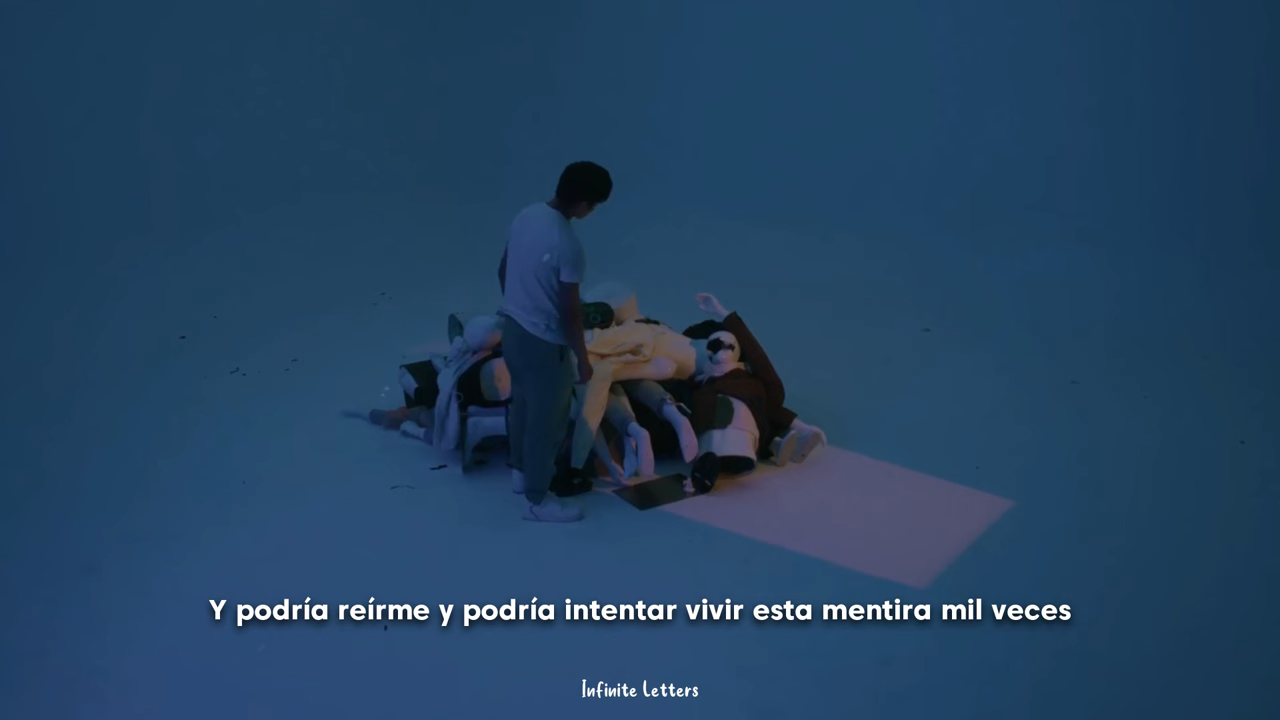 Y podría reírme y podría intentar vivir esta mentira mil veces
Infinite Letters